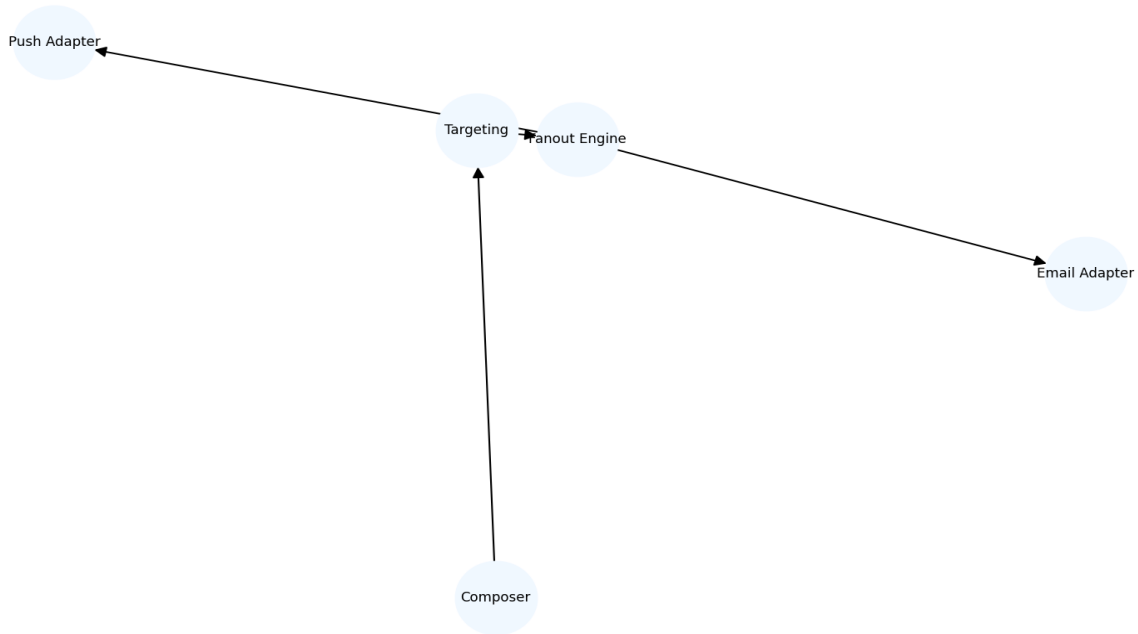 Push Adapter
Targeting
Fanout Engine
Email Adapter
Composer